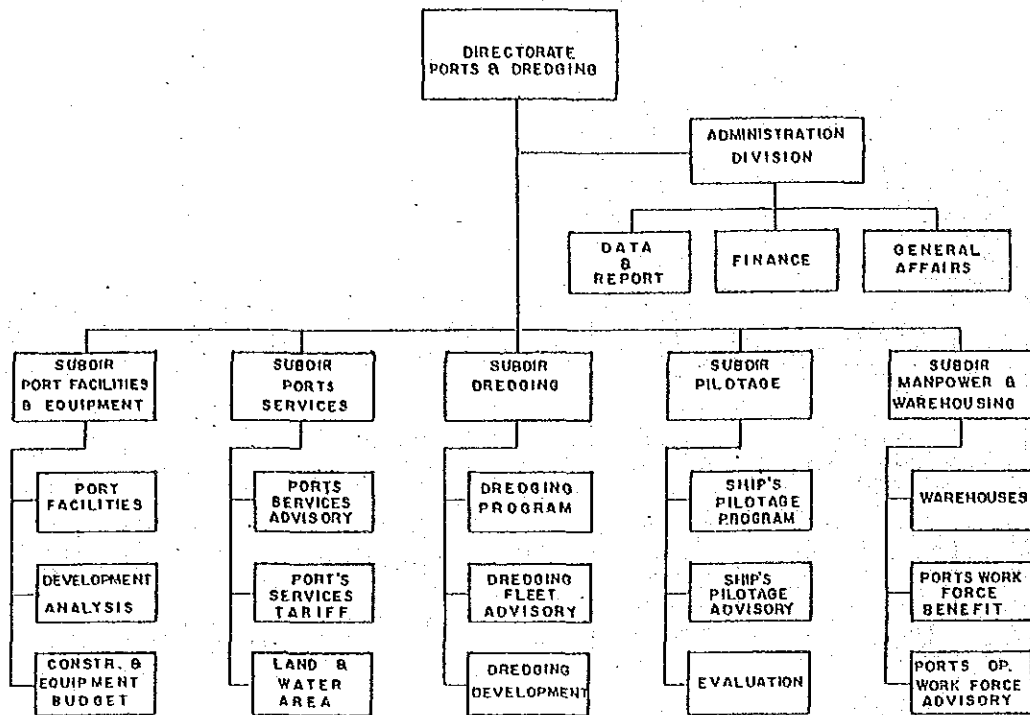 DIRECTORATE
PORTS & DREDGING
ADMINISTRATION
DIVISION
DATA
&
REPORT
FINANCE
GENERAL
AFFAIRS
SUBDIR
PORT FACILITIES
& EQUIPMENT
SUBDIR
PORTS
SERVICES
SUBDIR
DREDGING
SUBDIR
PILOTAGE
SUBDIR
MANPOWER &
WAREHOUSING
PORT
FACILITIES
DEVELOPMENT
ANALYSIS
CONSTR. &
EQUIPMENT
BUDGET
PORTS
SERVICES
ADVISORY
PORT'S
SERVICES
TARIFF
LAND &
WATER
AREA
DREDGING
PROGRAM
DREDGING
FLEET
ADVISORY
DREDGING
DEVELOPMENT
SHIP'S
PILOTAGE
PROGRAM
SHIP'S
PILOTAGE
ADVISORY
EVALUATION
WAREHOUSES
PORTS WORK
FORCE
BENEFIT
PORTS OP.
WORK FORCE
ADVISORY